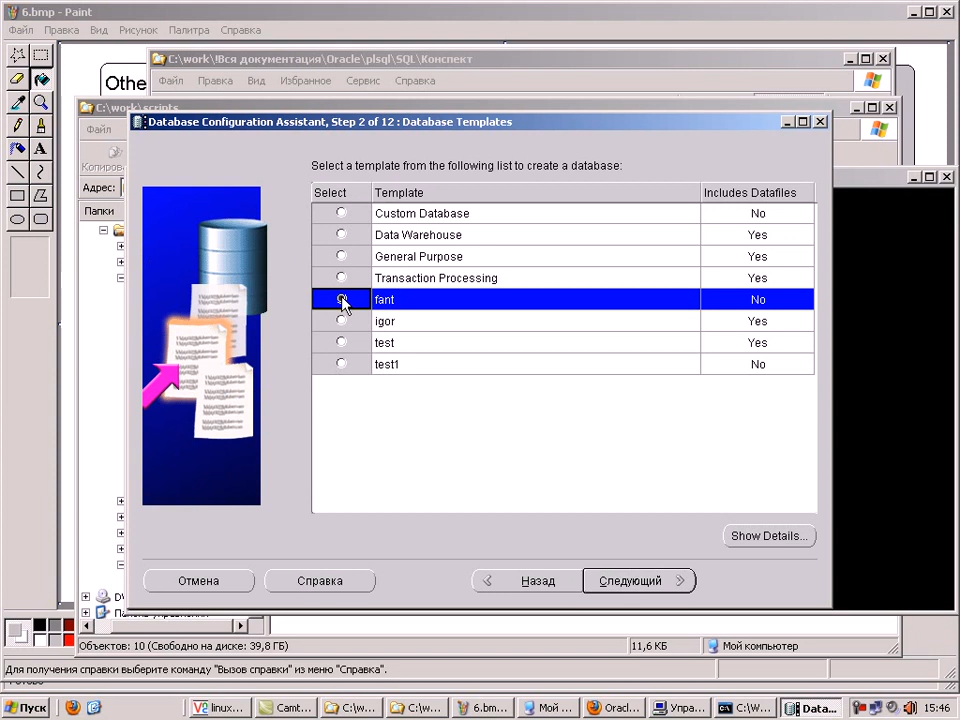 6.bmp - Paint
Файл Правка Вид Рисунок Палитра Справка
C:\work\!Вся документация\Oracle\plsql\SQL\Конспект
Файл Правка Вид Избранное Сервис Справка
Othe
C:\work\scripts
Файл
Копирова
Адрес:
Папки
Database Configuration Assistant, Step 2 of 12 : Database Templates
Select a template from the following list to create a database:
Select Template Includes Datafiles
Custom Database No
Data Warehouse Yes
General Purpose Yes
Transaction Processing Yes
fant No
igor Yes
test Yes
test1 No
Show Details...
Отмена Справка Назад Следующий
Объектов: 10 (Свободно на диске: 39,8 ГБ) 11,6 КБ Мой компьютер
Для получения справки выберите команду "Вызов справки" из меню "Справка".
Пуск linux... Camt... C:\w... C:\w... 6.bm... Мой ... Oracl... Упра... C:\W... Data... 15:46